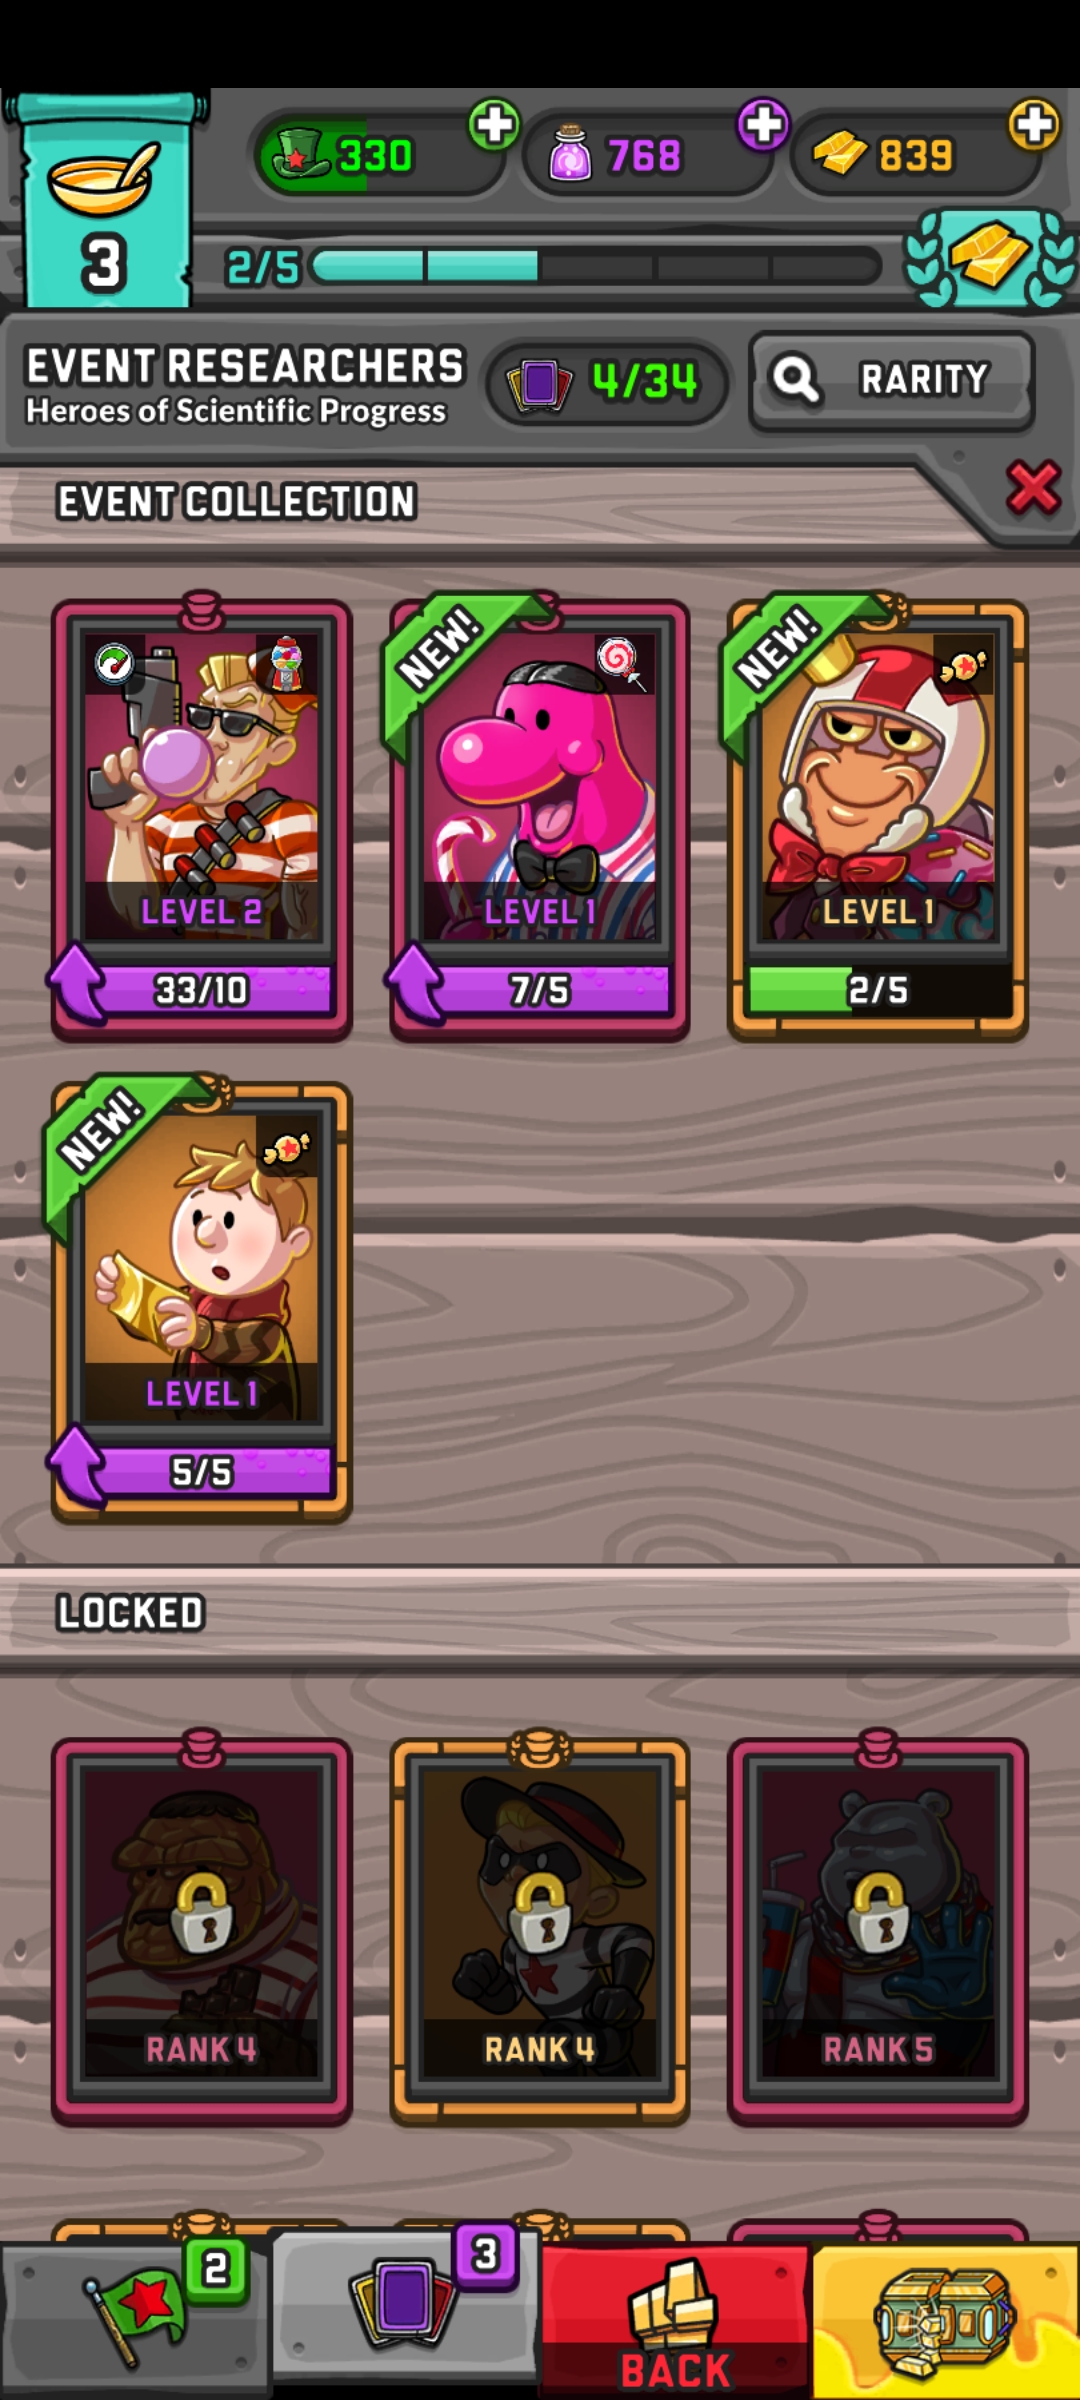 330
768
839
3
2/5
EVENT RESEARCHERS
Heroes of Scientific Progress
4/34
RARITY
EVENT COLLECTION
NEW!
NEW!
LEVEL 2
LEVEL 1
LEVEL 1
33/10
7/5
2/5
NEW!
LEVEL 1
5/5
LOCKED
RANK 4
RANK 4
RANK 5
2
3
BACK